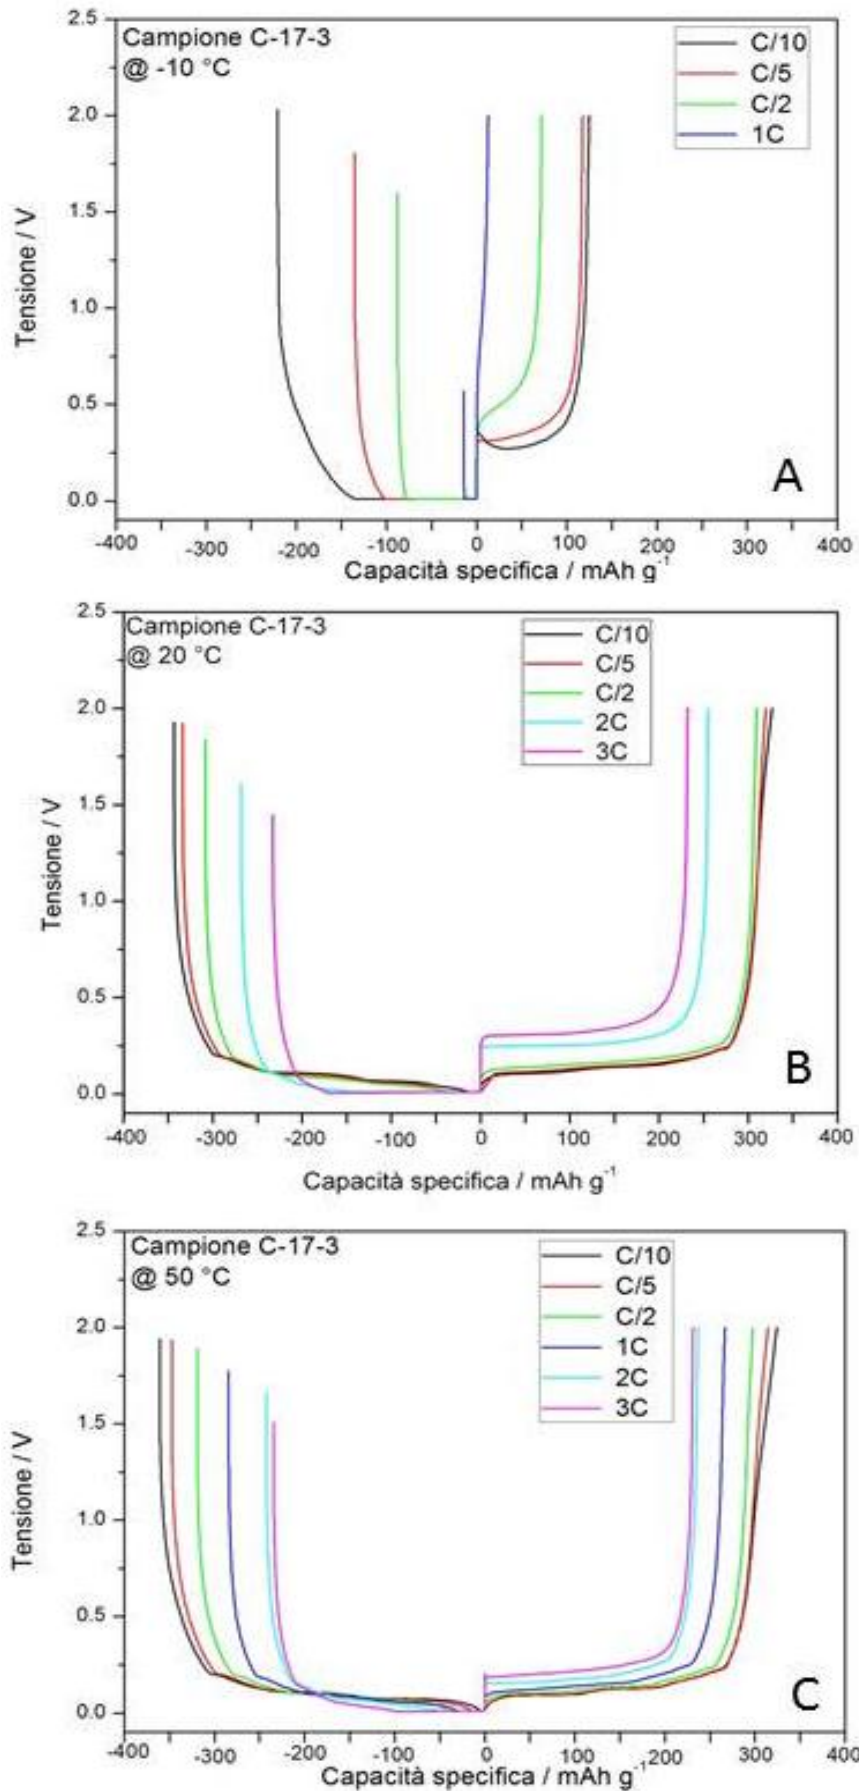 Campione C-17-3
@ -10 °C
C/10
C/5
C/2
1C
2.5
2.0
1.5
1.0
0.5
0.0
Tensione / V
A
-400 -300 -200 -100 0 100 200 300 400
Capacità specifica / mAh g⁻¹
Campione C-17-3
@ 20 °C
C/10
C/5
C/2
2C
3C
2.5
2.0
1.5
1.0
0.5
0.0
Tensione / V
B
-400 -300 -200 -100 0 100 200 300 400
Capacità specifica / mAh g⁻¹
Campione C-17-3
@ 50 °C
C/10
C/5
C/2
1C
2C
3C
2.5
2.0
1.5
1.0
0.5
0.0
Tensione / V
C
-400 -300 -200 -100 0 100 200 300 400
Capacità specifica / mAh g⁻¹